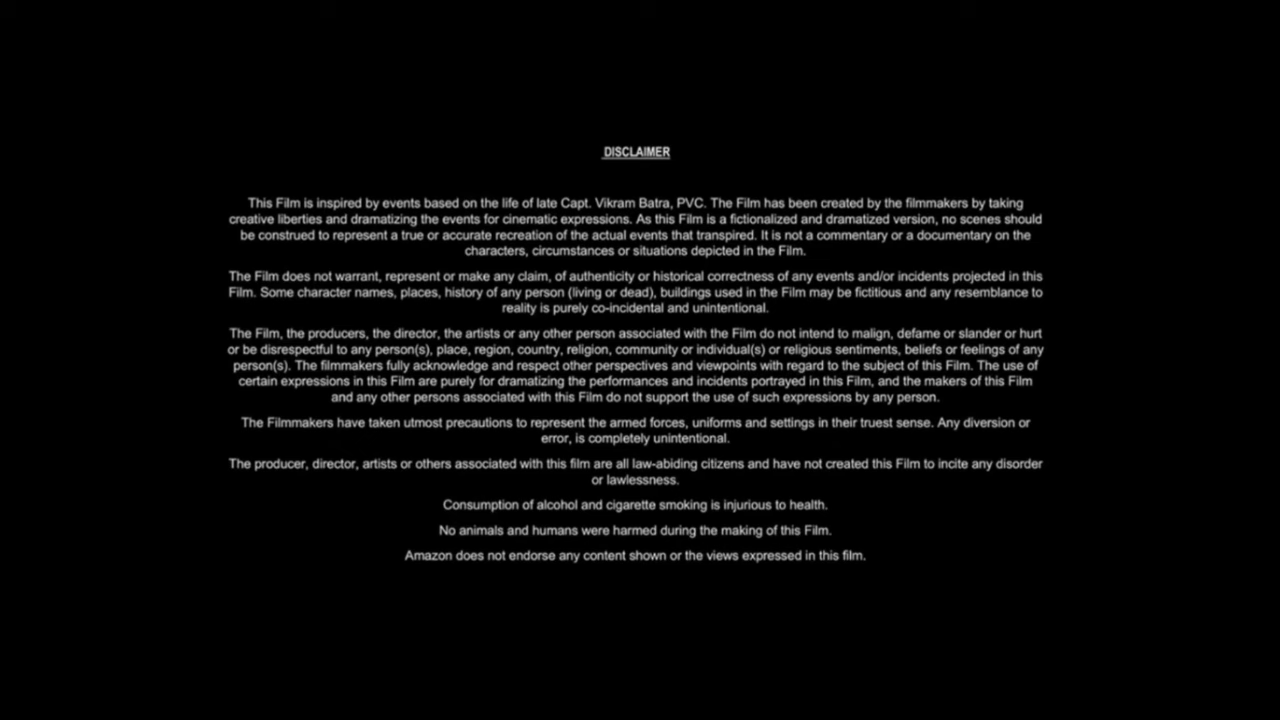 DISCLAIMER
This Film is inspired by events based on the life of late Capt. Vikram Batra, PVC. The Film has been created by the filmmakers by taking
creative liberties and dramatizing the events for cinematic expressions. As this Film is a fictionalized and dramatized version, no scenes should
be construed to represent a true or accurate recreation of the actual events that transpired. It is not a commentary or a documentary on the
characters, circumstances or situations depicted in the Film.
The Film does not warrant, represent or make any claim, of authenticity or historical correctness of any events and/or incidents projected in this
Film. Some character names, places, history of any person (living or dead), buildings used in the Film may be fictitious and any resemblance to
reality is purely co-incidental and unintentional.
The Film, the producers, the director, the artists or any other person associated with the Film do not intend to malign, defame or slander or hurt
or be disrespectful to any person(s), place, region, country, religion, community or individual(s) or religious sentiments, beliefs or feelings of any
person(s). The filmmakers fully acknowledge and respect other perspectives and viewpoints with regard to the subject of this Film. The use of
certain expressions in this Film are purely for dramatizing the performances and incidents portrayed in this Film, and the makers of this Film
and any other persons associated with this Film do not support the use of such expressions by any person.
The Filmmakers have taken utmost precautions to represent the armed forces, uniforms and settings in their truest sense. Any diversion or
error, is completely unintentional.
The producer, director, artists or others associated with this film are all law-abiding citizens and have not created this Film to incite any disorder
or lawlessness.
Consumption of alcohol and cigarette smoking is injurious to health.
No animals and humans were harmed during the making of this Film.
Amazon does not endorse any content shown or the views expressed in this film.